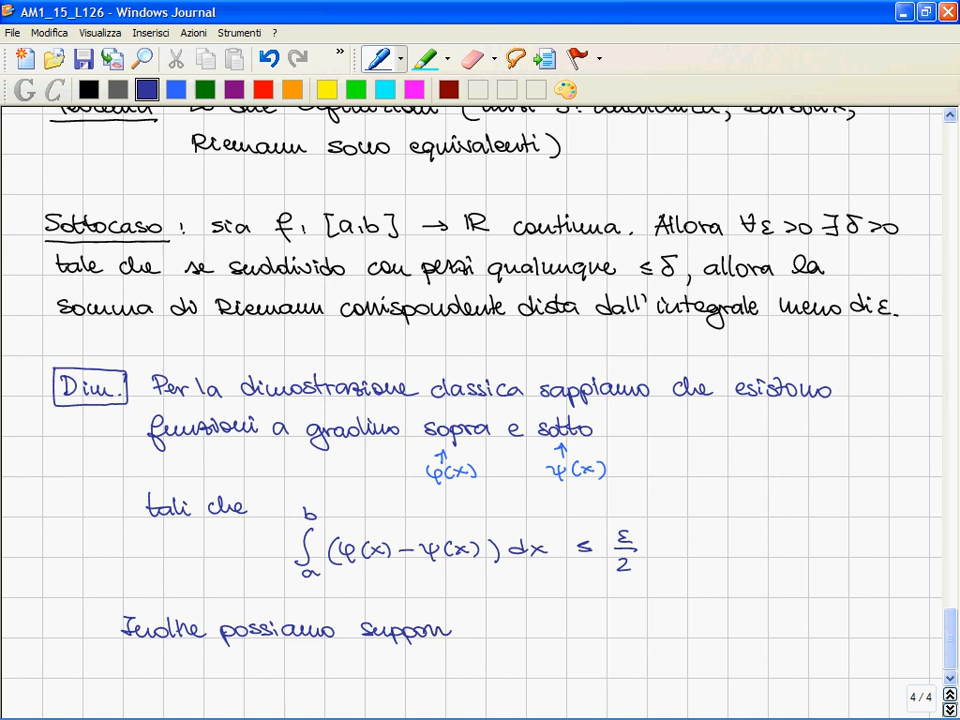 AM1_15_L126 - Windows Journal
File Modifica Visualizza Inserisci Azioni Strumenti ?
Riemann sono equivalenti)
Sottocaso: sia f: [a,b] → ℝ continua. Allora ∀ε>0 ∃δ>0
tale che se suddivido con pezzi qualunque ≤ δ, allora la
somma di Riemann corrispondente dista dall'integrale meno di ε.
Dim. Per la dimostrazione classica sappiamo che esistono
funzioni a gradino sopra e sotto
↑ ↑
φ(x) ψ(x)
tali che
∫_a^b (φ(x) - ψ(x)) dx ≤ ε/2
Inoltre possiamo suppon
4 / 4